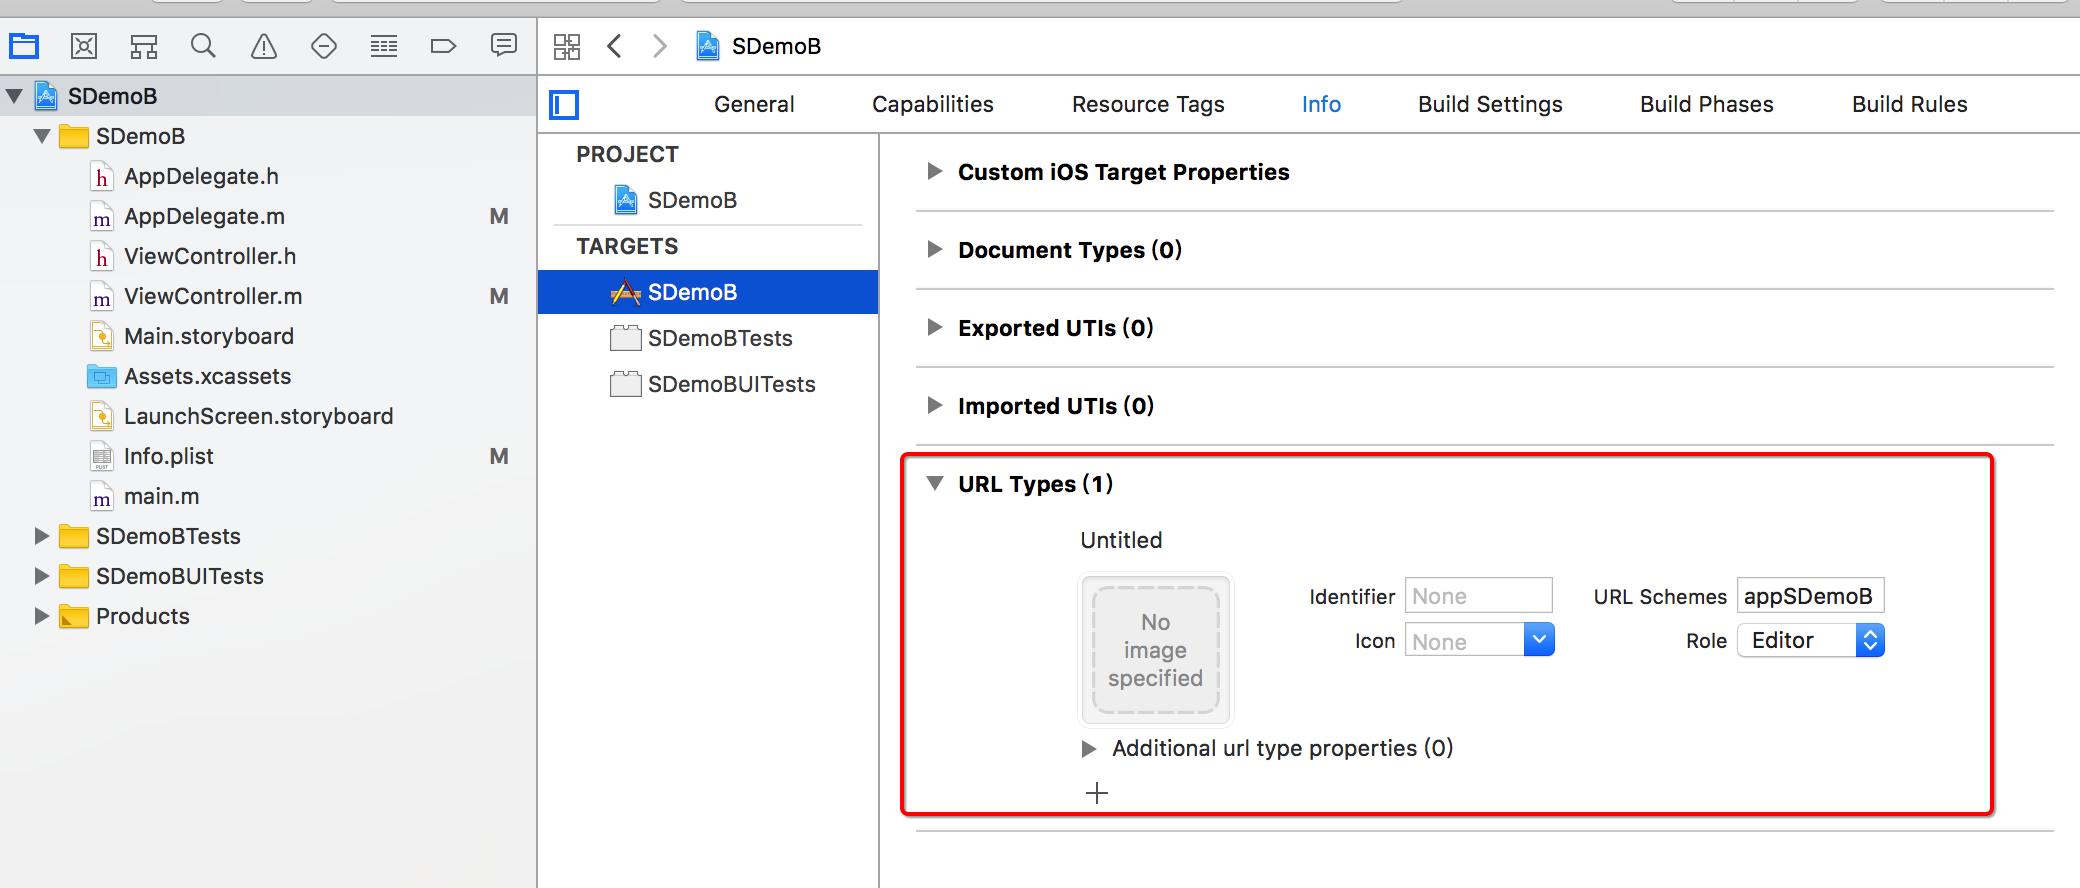 SDemoB
SDemoB
SDemoB
h AppDelegate.h
m AppDelegate.m M
h ViewController.h
m ViewController.m M
Main.storyboard
Assets.xcassets
LaunchScreen.storyboard
PLIST Info.plist M
m main.m
SDemoBTests
SDemoBUITests
Products
General Capabilities Resource Tags Info Build Settings Build Phases Build Rules
PROJECT
SDemoB
TARGETS
SDemoB
SDemoBTests
SDemoBUITests
Custom iOS Target Properties
Document Types (0)
Exported UTIs (0)
Imported UTIs (0)
URL Types (1)
Untitled
No
image
specified
Identifier None URL Schemes appSDemoB
Icon None Role Editor
Additional url type properties (0)